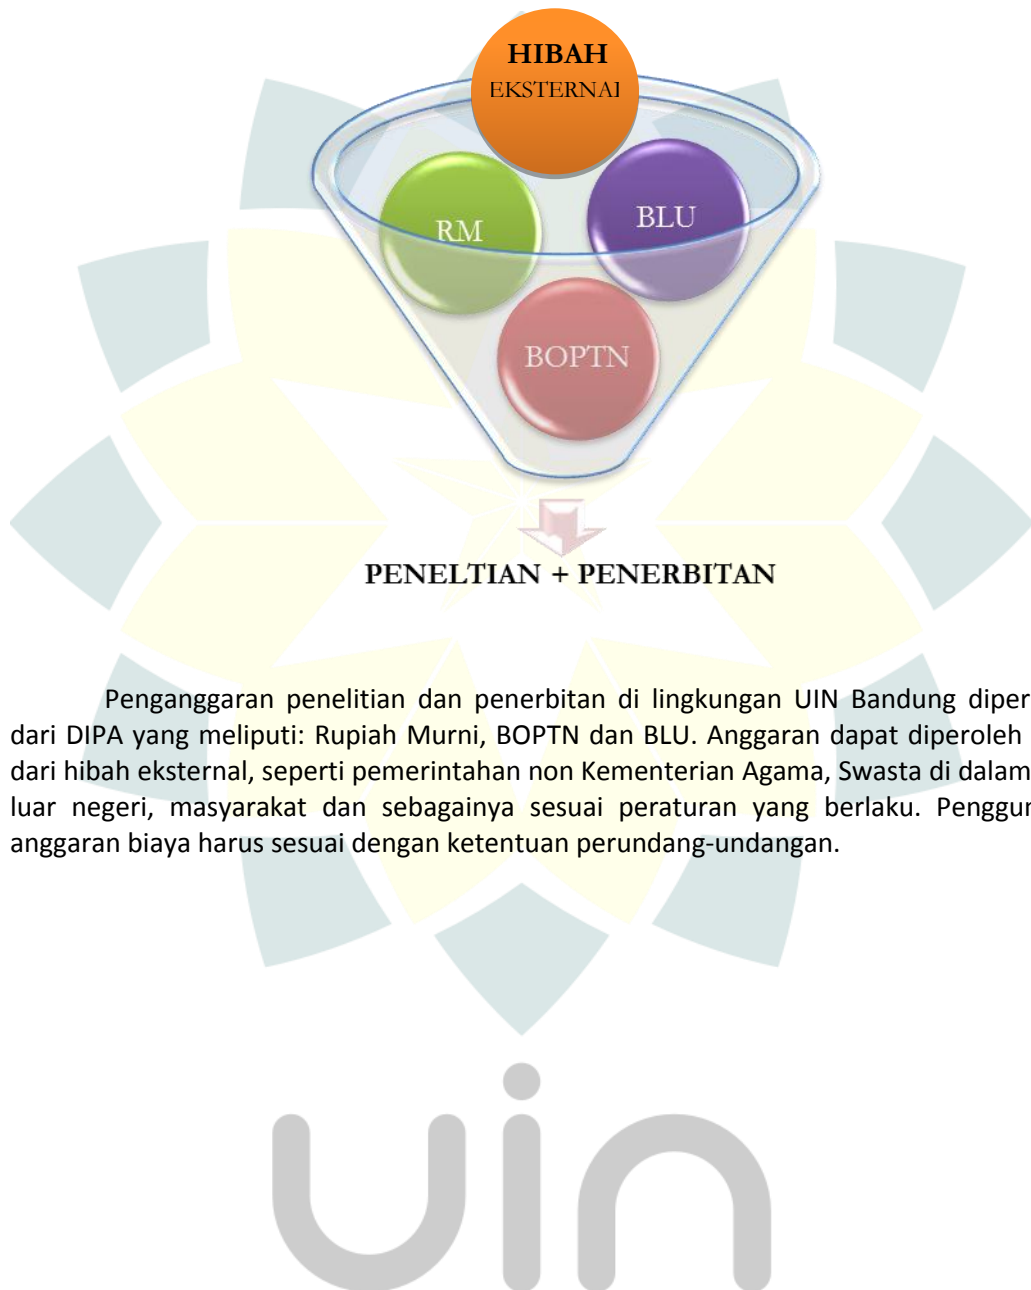 HIBAH
EKSTERNAL
RM
BLU
BOPTN
PENELTIAN + PENERBITAN
Penganggaran penelitian dan penerbitan di lingkungan UIN Bandung diper
dari DIPA yang meliputi: Rupiah Murni, BOPTN dan BLU. Anggaran dapat diperoleh
dari hibah eksternal, seperti pemerintahan non Kementerian Agama, Swasta di dalam
luar negeri, masyarakat dan sebagainya sesuai peraturan yang berlaku. Penggun
anggaran biaya harus sesuai dengan ketentuan perundang-undangan.
uin